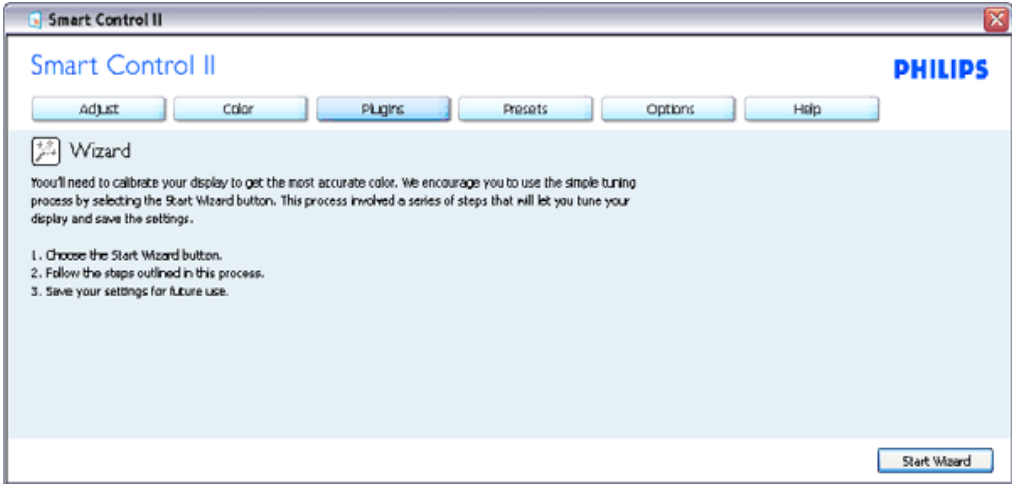 Smart Control II
Smart Control II
PHILIPS
Adjust Color Plugins Presets Options Help
Wizard
Yoou'll need to calibrate your display to get the most accurate color. We encourage you to use the simple tuning
process by selecting the Start Wizard button. This process involved a series of steps that will let you tune your
display and save the settings.
1. Choose the Start Wizard button.
2. Follow the steps outlined in this process.
3. Save your settings for future use.
Start Wizard